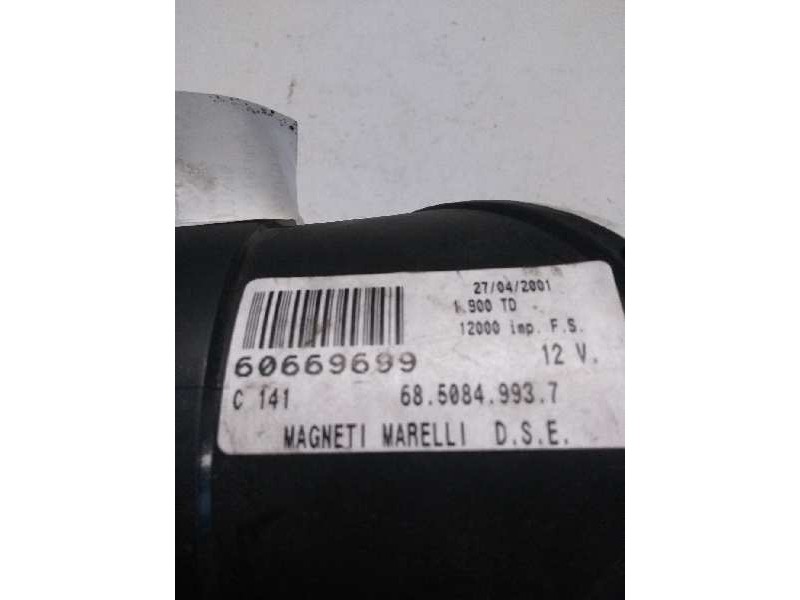 27/04/2001
1.900 TD
12000 imp. F.S.
60669699 12 V.
C 141 68.5084.993.7
MAGNETI MARELLI D.S.E.